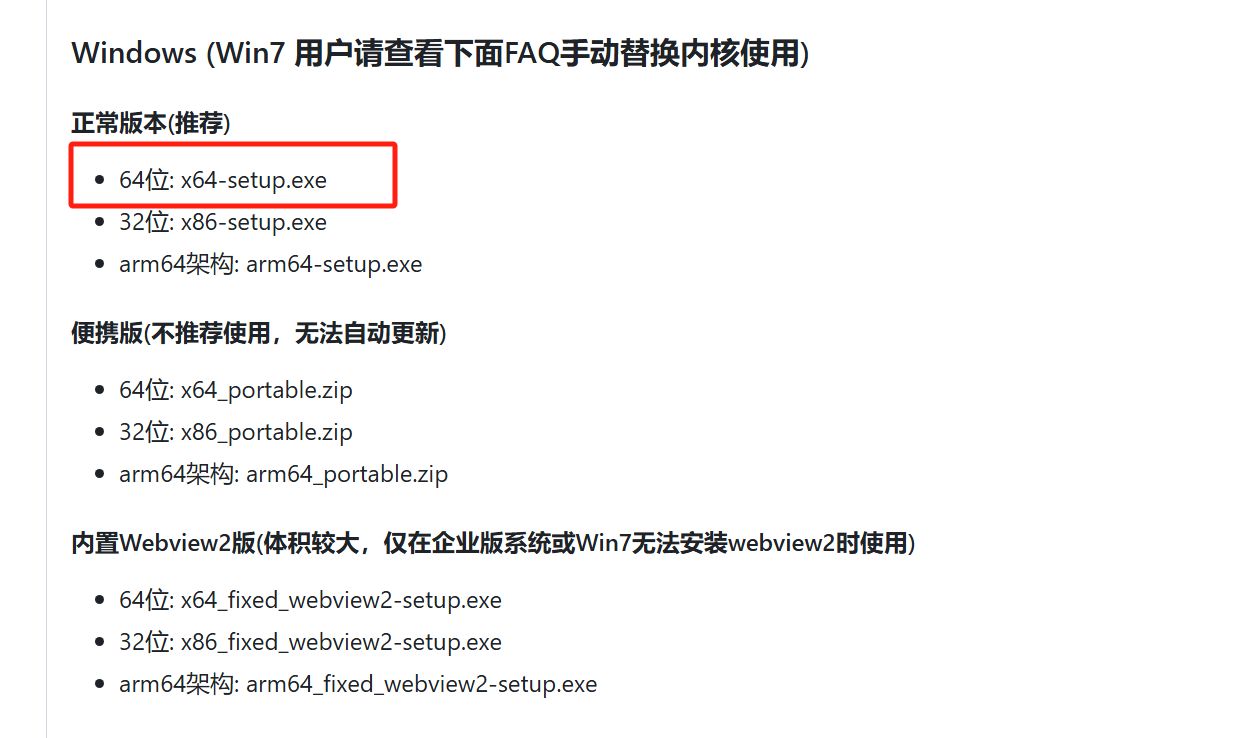 Windows (Win7 用户请查看下面FAQ手动替换内核使用)
正常版本(推荐)
64位: x64-setup.exe
32位: x86-setup.exe
arm64架构: arm64-setup.exe
便携版(不推荐使用，无法自动更新)
64位: x64_portable.zip
32位: x86_portable.zip
arm64架构: arm64_portable.zip
内置Webview2版(体积较大，仅在企业版系统或Win7无法安装webview2时使用)
64位: x64_fixed_webview2-setup.exe
32位: x86_fixed_webview2-setup.exe
arm64架构: arm64_fixed_webview2-setup.exe